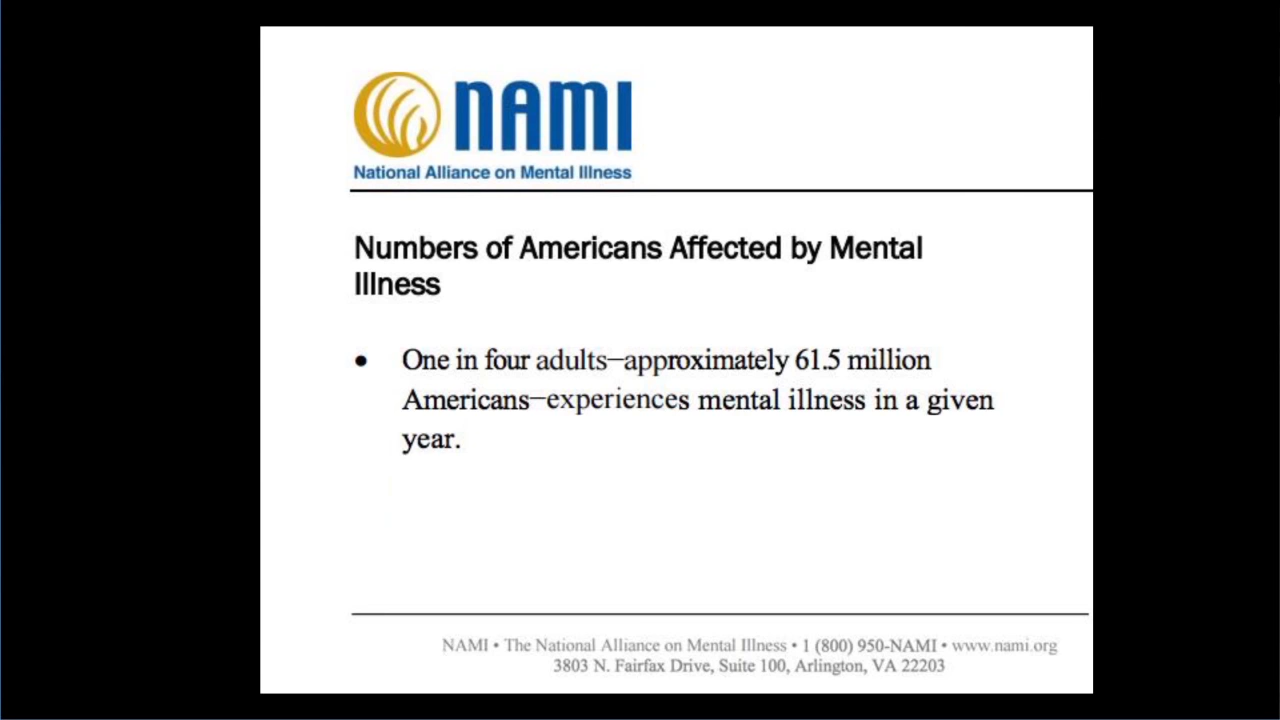 NAMI
National Alliance on Mental Illness
Numbers of Americans Affected by Mental
Illness
• One in four adults—approximately 61.5 million
Americans—experiences mental illness in a given
year.
NAMI • The National Alliance on Mental Illness • 1 (800) 950-NAMI • www.nami.org
3803 N. Fairfax Drive, Suite 100, Arlington, VA 22203